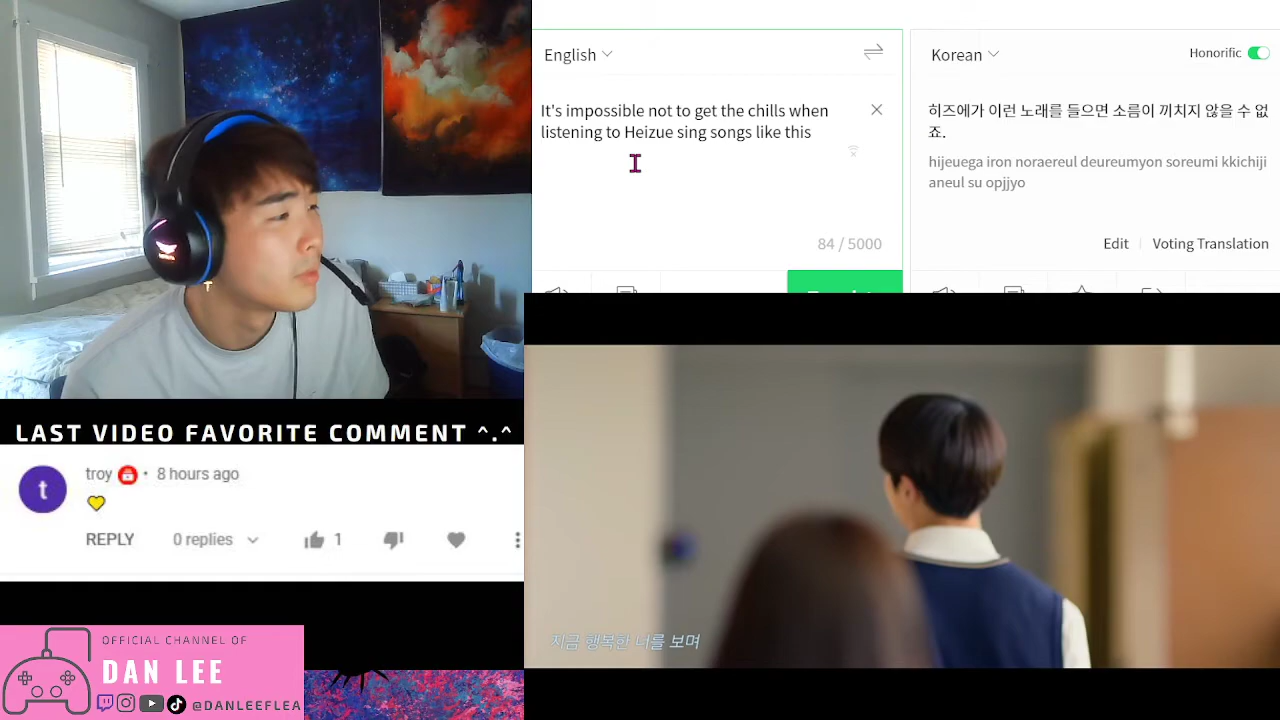 English
Korean
Honorific
It's impossible not to get the chills when
listening to Heizue sing songs like this
84 / 5000
히즈에가 이런 노래를 들으면 소름이 끼치지 않을 수 없
죠.
hijeuega iron noraereul deureumyon soreumi kkichiji
aneul su opjjyo
Edit
Voting Translation
LAST VIDEO FAVORITE COMMENT ^.^
t
troy • 8 hours ago
REPLY 0 replies 1
지금 행복한 너를 보며
OFFICIAL CHANNEL OF
DAN LEE
@DANLEEFLEA